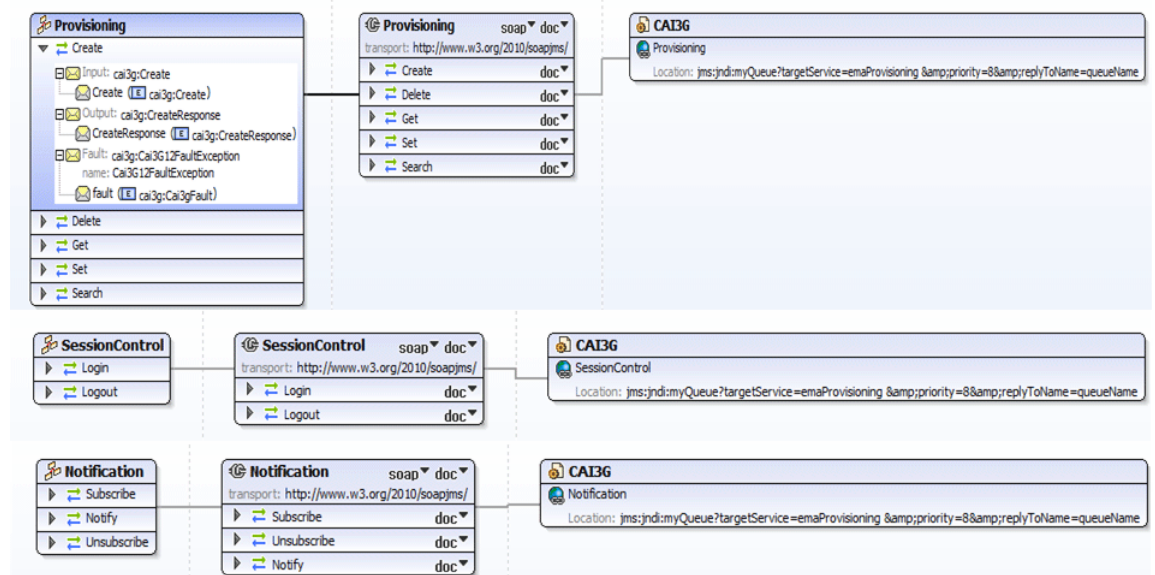 Provisioning
Create
Input: cai3g:Create
Create (E cai3g:Create)
Output: cai3g:CreateResponse
CreateResponse (E cai3g:CreateResponse)
Fault: cai3g:Cai3G12FaultException
name: Cai3G12FaultException
fault (E cai3g:Cai3gFault)
Delete
Get
Set
Search
Provisioning soap doc
transport: http://www.w3.org/2010/soapjms/
Create doc
Delete doc
Get doc
Set doc
Search doc
CAI3G
Provisioning
Location: jms:jndi:myQueue?targetService=emaProvisioning &amp;priority=8&amp;replyToName=queueName
SessionControl
Login
Logout
SessionControl soap doc
transport: http://www.w3.org/2010/soapjms/
Login doc
Logout doc
CAI3G
SessionControl
Location: jms:jndi:myQueue?targetService=emaProvisioning &amp;priority=8&amp;replyToName=queueName
Notification
Subscribe
Notify
Unsubscribe
Notification soap doc
transport: http://www.w3.org/2010/soapjms/
Subscribe doc
Unsubscribe doc
Notify doc
CAI3G
Notification
Location: jms:jndi:myQueue?targetService=emaProvisioning &amp;priority=8&amp;replyToName=queueName